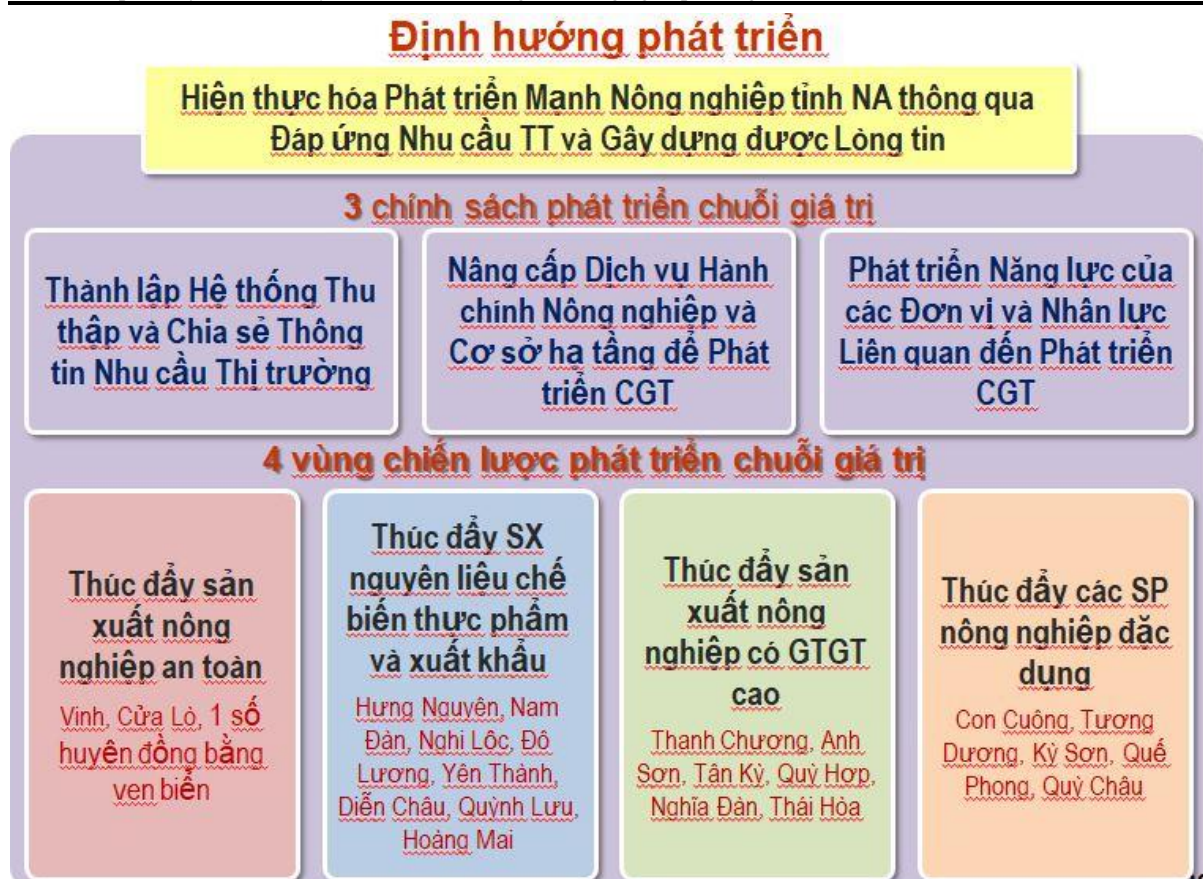 Định hướng phát triển
Hiện thực hóa Phát triển Mạnh Nông nghiệp tỉnh NA thông qua
Đáp ứng Nhu cầu TT và Gây dựng được Lòng tin
3 chính sách phát triển chuỗi giá trị
Thành lập Hệ thống Thu
thập và Chia sẻ Thông
tin Nhu cầu Thị trường
Nâng cấp Dịch vụ Hành
chính Nông nghiệp và
Cơ sở hạ tầng để Phát
triển CGT
Phát triển Năng lực của
các Đơn vị và Nhân lực
Liên quan đến Phát triển
CGT
4 vùng chiến lược phát triển chuỗi giá trị
Thúc đẩy sản
xuất nông
nghiệp an toàn
Vinh, Cửa Lò, 1 số
huyện đồng bằng
ven biển
Thúc đẩy SX
nguyên liệu chế
biến thực phẩm
và xuất khẩu
Hưng Nguyên, Nam
Đàn, Nghi Lộc, Đô
Lương, Yên Thành,
Diễn Châu, Quỳnh Lưu,
Hoàng Mai
Thúc đẩy sản
xuất nông
nghiệp có GTGT
cao
Thanh Chương, Anh
Sơn, Tân Kỳ, Quỳ Hợp,
Nghĩa Đàn, Thái Hòa
Thúc đẩy các SP
nông nghiệp đặc
dụng
Con Cuông, Tương
Dương, Kỳ Sơn, Quế
Phong, Quỳ Châu